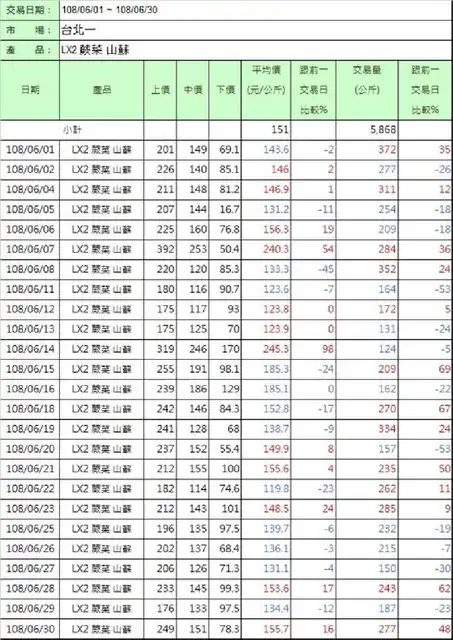 交易日期： 108/06/01 ~ 108/06/30
市 場： 台北一
產 品： LX2 蕨菜 山蘇
日期 產品 上價 中價 下價 平均價 (元/公斤) 跟前一交易日比較% 交易量 (公斤) 跟前一交易日比較%
小計 151 5,868
108/06/01 LX2 蕨菜 山蘇 201 149 69.1 143.6 -2 372 35
108/06/02 LX2 蕨菜 山蘇 226 140 85.1 146 2 277 -26
108/06/04 LX2 蕨菜 山蘇 211 148 81.2 146.9 1 311 12
108/06/05 LX2 蕨菜 山蘇 207 144 16.7 131.2 -11 254 -18
108/06/06 LX2 蕨菜 山蘇 225 160 76.8 156.3 19 209 -18
108/06/07 LX2 蕨菜 山蘇 392 253 50.4 240.3 54 284 36
108/06/08 LX2 蕨菜 山蘇 220 120 85.3 133.3 -45 352 24
108/06/11 LX2 蕨菜 山蘇 180 116 90.7 123.6 -7 164 -53
108/06/12 LX2 蕨菜 山蘇 175 117 93 123.8 0 172 5
108/06/13 LX2 蕨菜 山蘇 175 125 70 123.9 0 131 -24
108/06/14 LX2 蕨菜 山蘇 319 246 170 245.3 98 124 -5
108/06/15 LX2 蕨菜 山蘇 255 191 98.1 185.3 -24 209 69
108/06/16 LX2 蕨菜 山蘇 239 186 129 185.1 0 162 -22
108/06/18 LX2 蕨菜 山蘇 242 146 84.3 152.8 -17 270 67
108/06/19 LX2 蕨菜 山蘇 241 128 68 138.7 -9 334 24
108/06/20 LX2 蕨菜 山蘇 237 152 55.4 149.9 8 157 -53
108/06/21 LX2 蕨菜 山蘇 212 155 100 155.6 4 235 50
108/06/22 LX2 蕨菜 山蘇 182 114 74.6 119.8 -23 262 11
108/06/23 LX2 蕨菜 山蘇 212 143 101 148.5 24 285 9
108/06/25 LX2 蕨菜 山蘇 196 135 97.5 139.7 -6 232 -19
108/06/26 LX2 蕨菜 山蘇 202 137 68.4 136.1 -3 215 -7
108/06/27 LX2 蕨菜 山蘇 206 126 71.3 131.1 -4 150 -30
108/06/28 LX2 蕨菜 山蘇 233 145 99.3 153.6 17 243 62
108/06/29 LX2 蕨菜 山蘇 176 133 97.5 134.4 -12 187 -23
108/06/30 LX2 蕨菜 山蘇 249 151 78.3 155.7 16 277 48